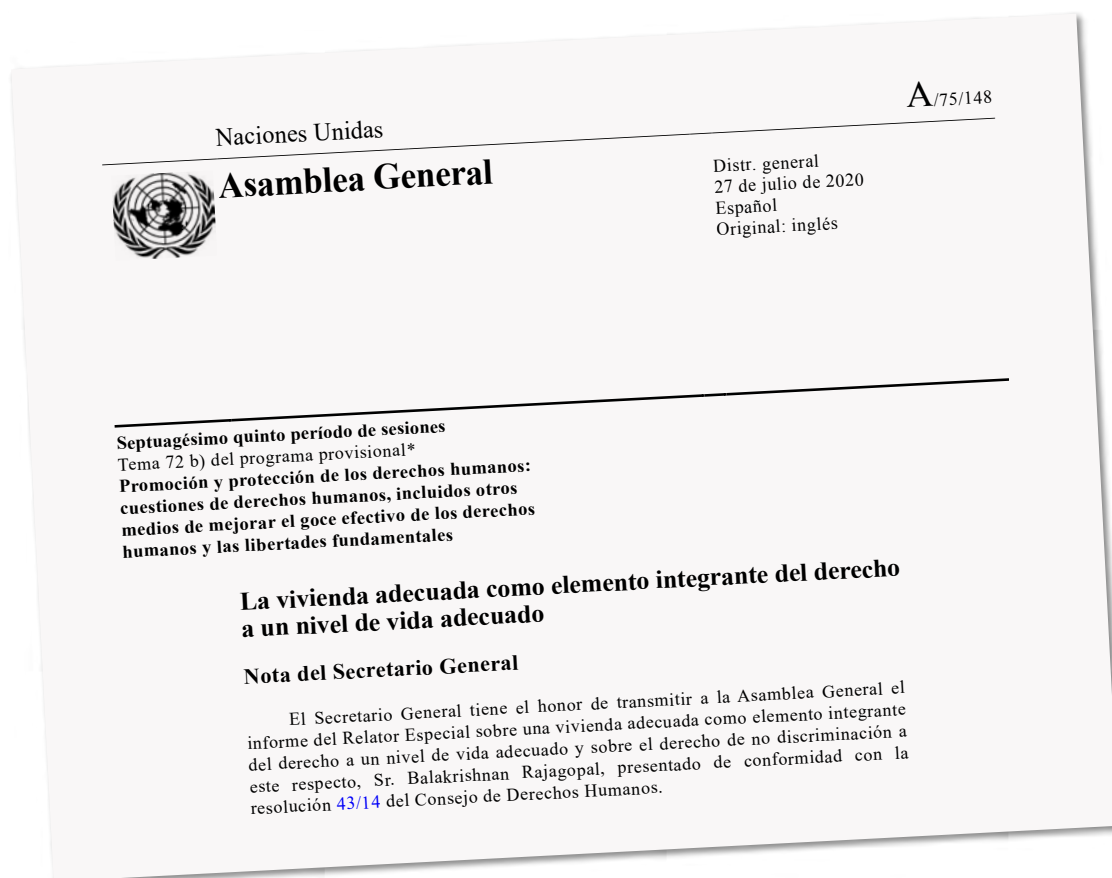 Naciones Unidas
A/75/148
Asamblea General
Distr. general
27 de julio de 2020
Español
Original: inglés
Septuagésimo quinto período de sesiones
Tema 72 b) del programa provisional*
Promoción y protección de los derechos humanos:
cuestiones de derechos humanos, incluidos otros
medios de mejorar el goce efectivo de los derechos
humanos y las libertades fundamentales
La vivienda adecuada como elemento integrante del derecho
a un nivel de vida adecuado
Nota del Secretario General
El Secretario General tiene el honor de transmitir a la Asamblea General el
informe del Relator Especial sobre una vivienda adecuada como elemento integrante
del derecho a un nivel de vida adecuado y sobre el derecho de no discriminación a
este respecto, Sr. Balakrishnan Rajagopal, presentado de conformidad con la
resolución 43/14 del Consejo de Derechos Humanos.